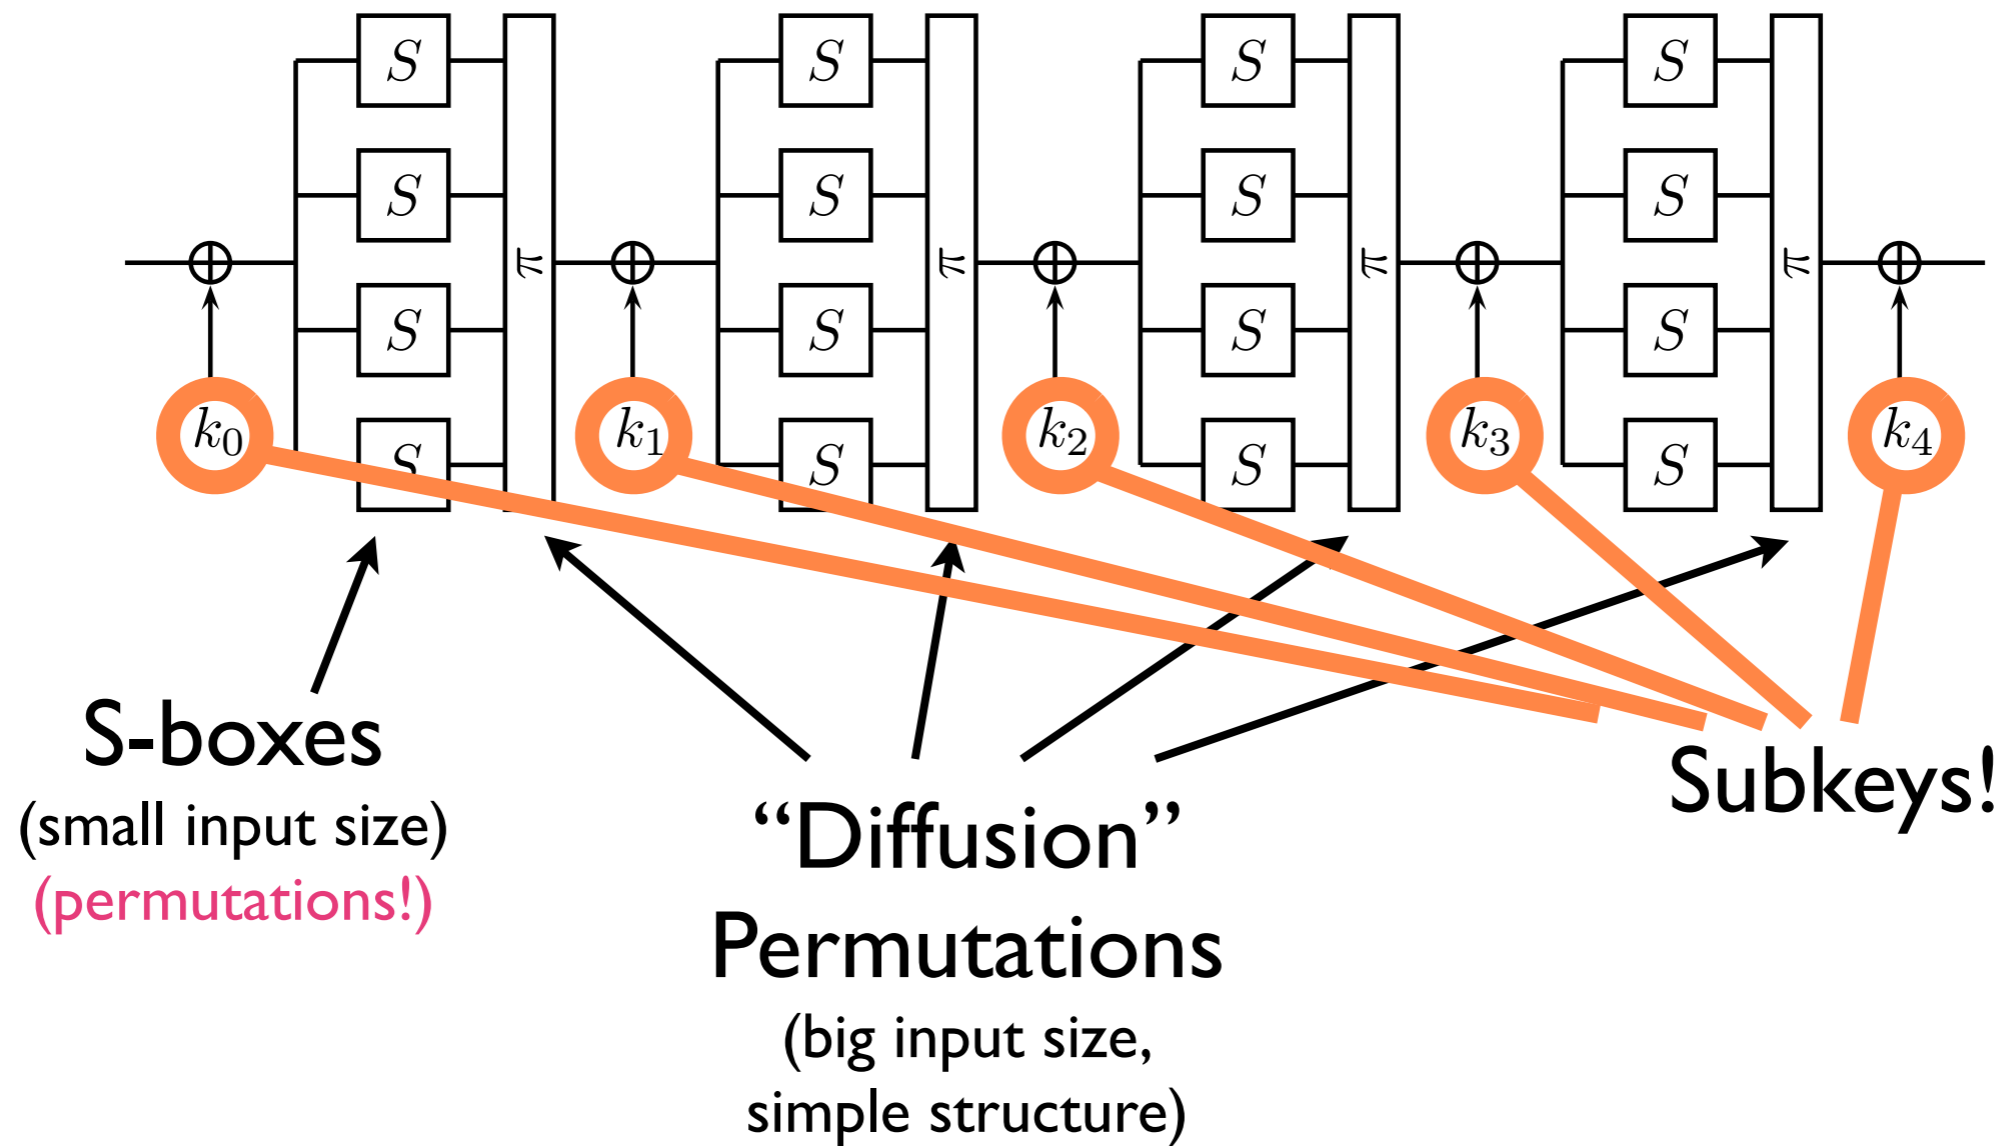 S S S S
S S S S
π π π π
S S S S
k₀ k₁ k₂ k₃ k₄
S S S S
S-boxes
(small input size)
(permutations!)
“Diffusion”
Permutations
(big input size,
simple structure)
Subkeys!